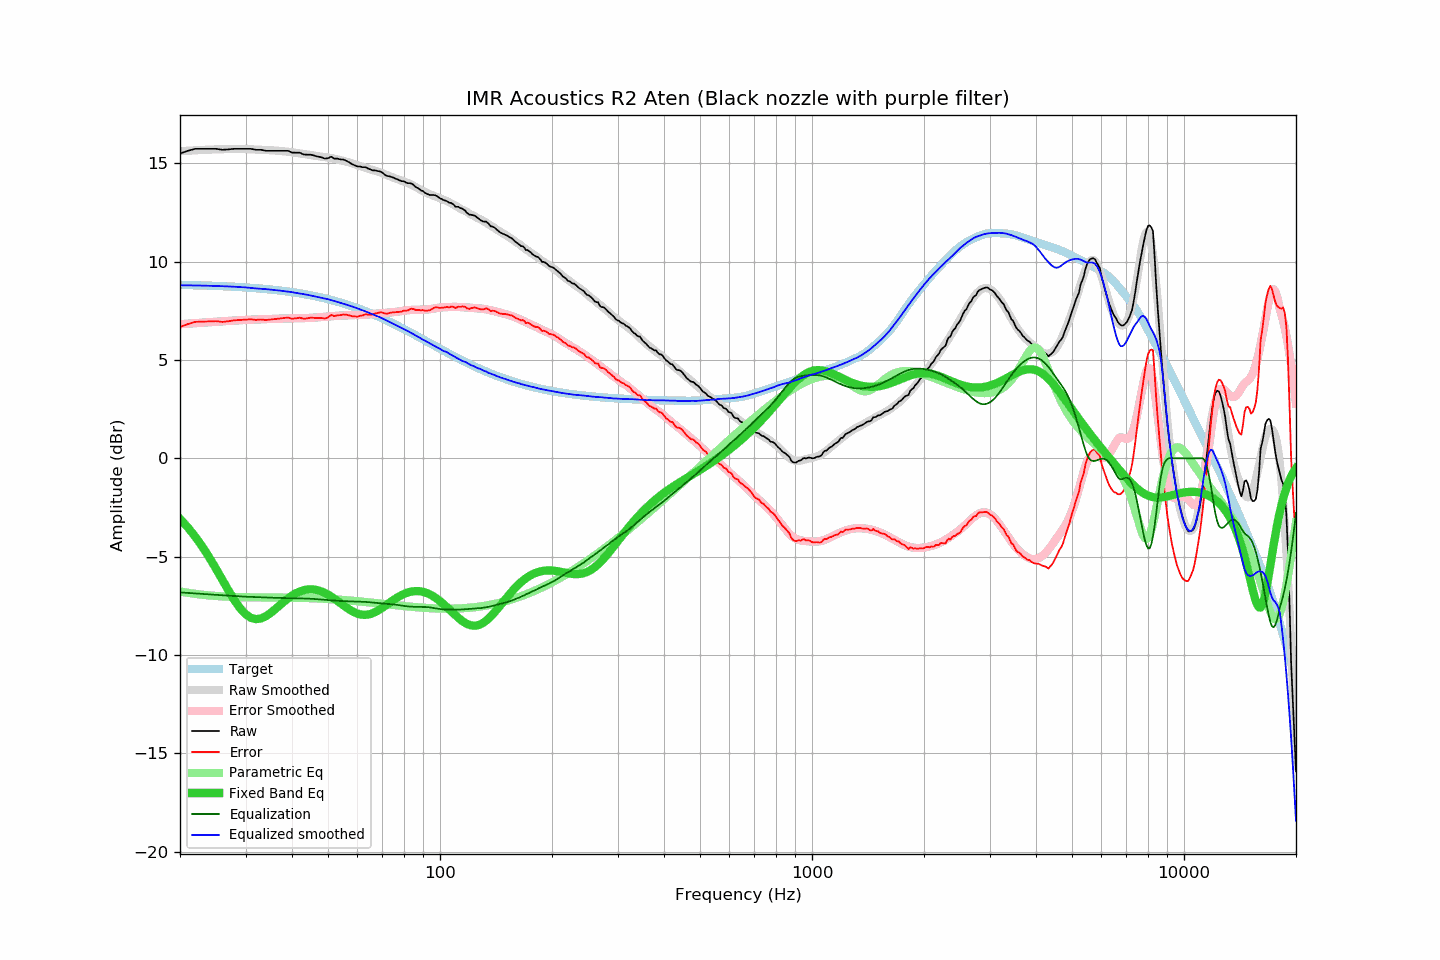 IMR Acoustics R2 Aten (Black nozzle with purple filter)
Amplitude (dBr)
15
10
5
0
−5
−10
−15
−20
Target
Raw Smoothed
Error Smoothed
Raw
Error
Parametric Eq
Fixed Band Eq
Equalization
Equalized smoothed
100 1000 10000
Frequency (Hz)